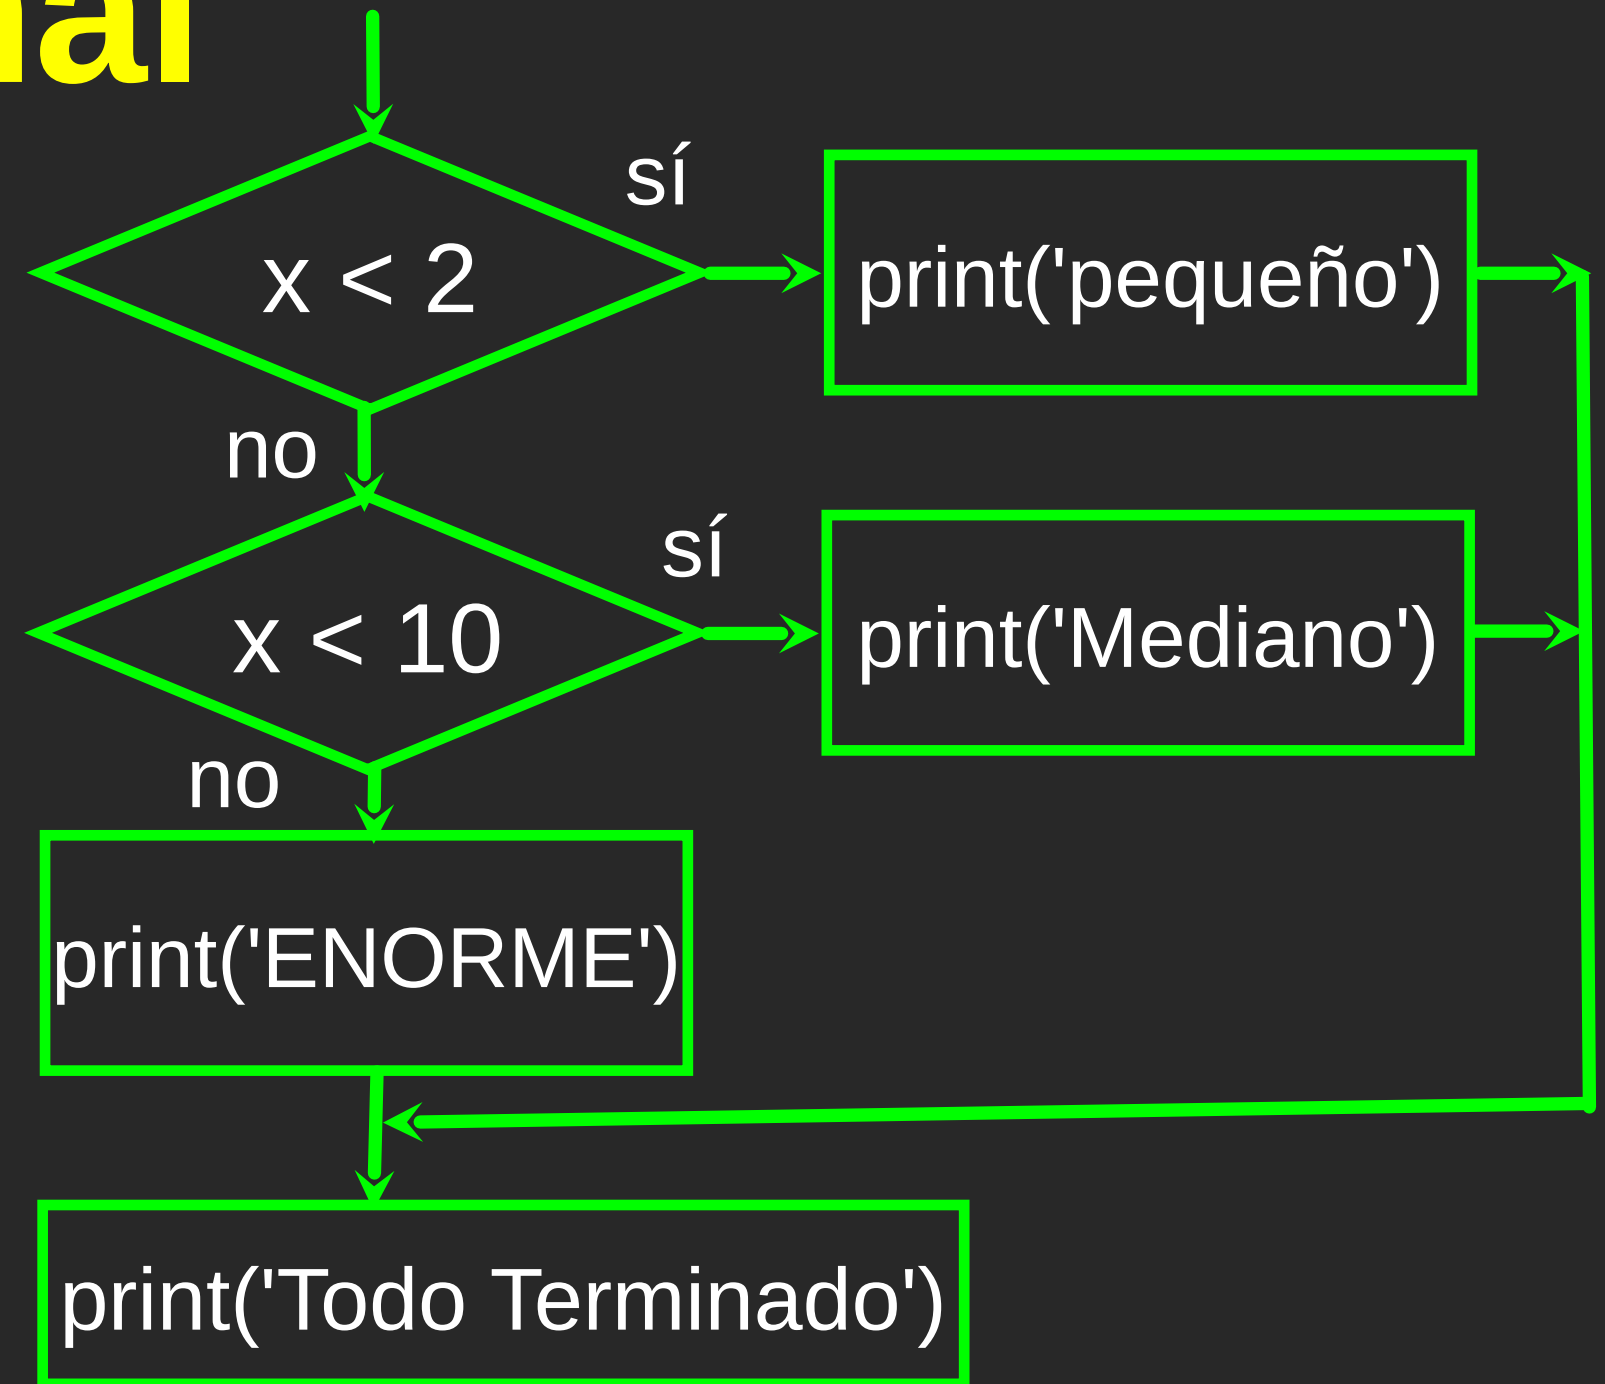 sí
x < 2
print('pequeño')
no
sí
x < 10
print('Mediano')
no
print('ENORME')
print('Todo Terminado')